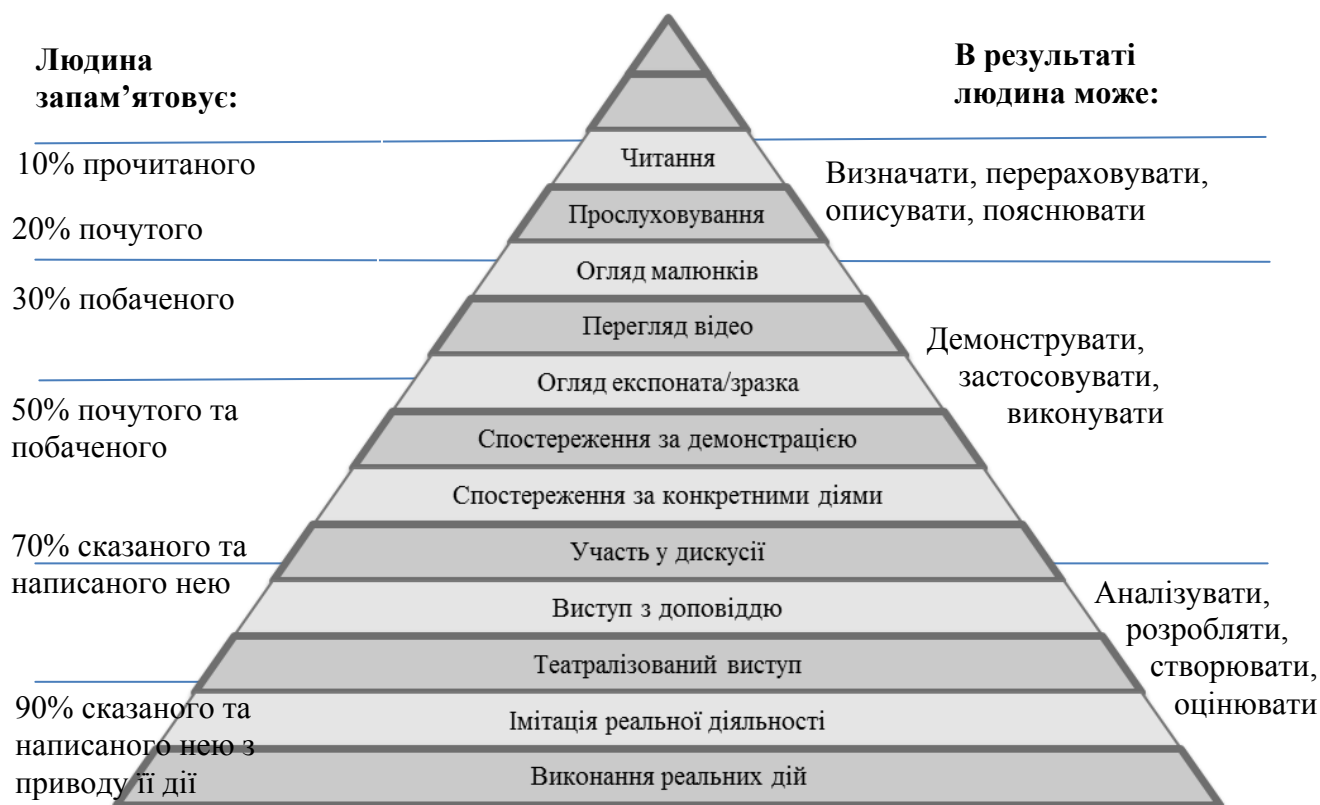 Людина
запам’ятовує:
10% прочитаного
20% почутого
30% побаченого
50% почутого та
побаченого
70% сказаного та
написаного нею
90% сказаного та
написаного нею з
приводу її дії
Читання
Прослуховування
Огляд малюнків
Перегляд відео
Огляд експоната/зразка
Спостереження за демонстрацією
Спостереження за конкретними діями
Участь у дискусії
Виступ з доповіддю
Театралізований виступ
Імітація реальної діяльності
Виконання реальних дій
В результаті
людина може:
Визначати, перераховувати,
описувати, пояснювати
Демонструвати,
застосовувати,
виконувати
Аналізувати,
розробляти,
створювати,
оцінювати